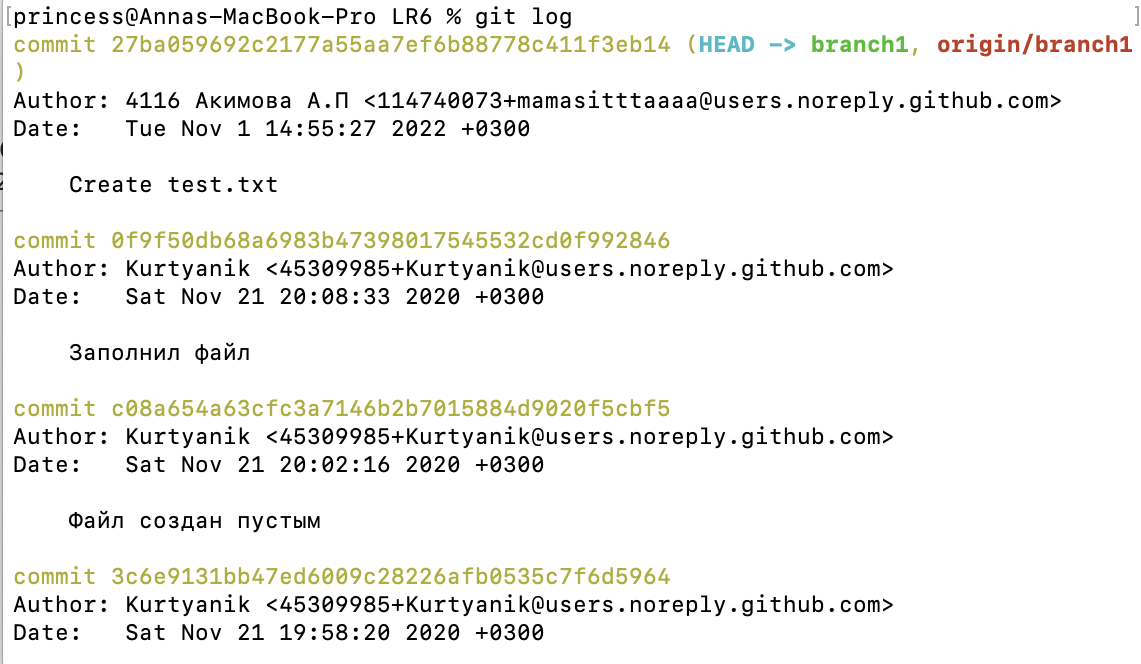 [princess@Annas-MacBook-Pro LR6 % git log ]
commit 27ba059692c2177a55aa7ef6b88778c411f3eb14 (HEAD -> branch1, origin/branch1
)
Author: 4116 Акимова А.П <114740073+mamasitttaaaa@users.noreply.github.com>
Date:   Tue Nov 1 14:55:27 2022 +0300
Create test.txt
commit 0f9f50db68a6983b47398017545532cd0f992846
Author: Kurtyanik <45309985+Kurtyanik@users.noreply.github.com>
Date:   Sat Nov 21 20:08:33 2020 +0300
Заполнил файл
commit c08a654a63cfc3a7146b2b7015884d9020f5cbf5
Author: Kurtyanik <45309985+Kurtyanik@users.noreply.github.com>
Date:   Sat Nov 21 20:02:16 2020 +0300
Файл создан пустым
commit 3c6e9131bb47ed6009c28226afb0535c7f6d5964
Author: Kurtyanik <45309985+Kurtyanik@users.noreply.github.com>
Date:   Sat Nov 21 19:58:20 2020 +0300